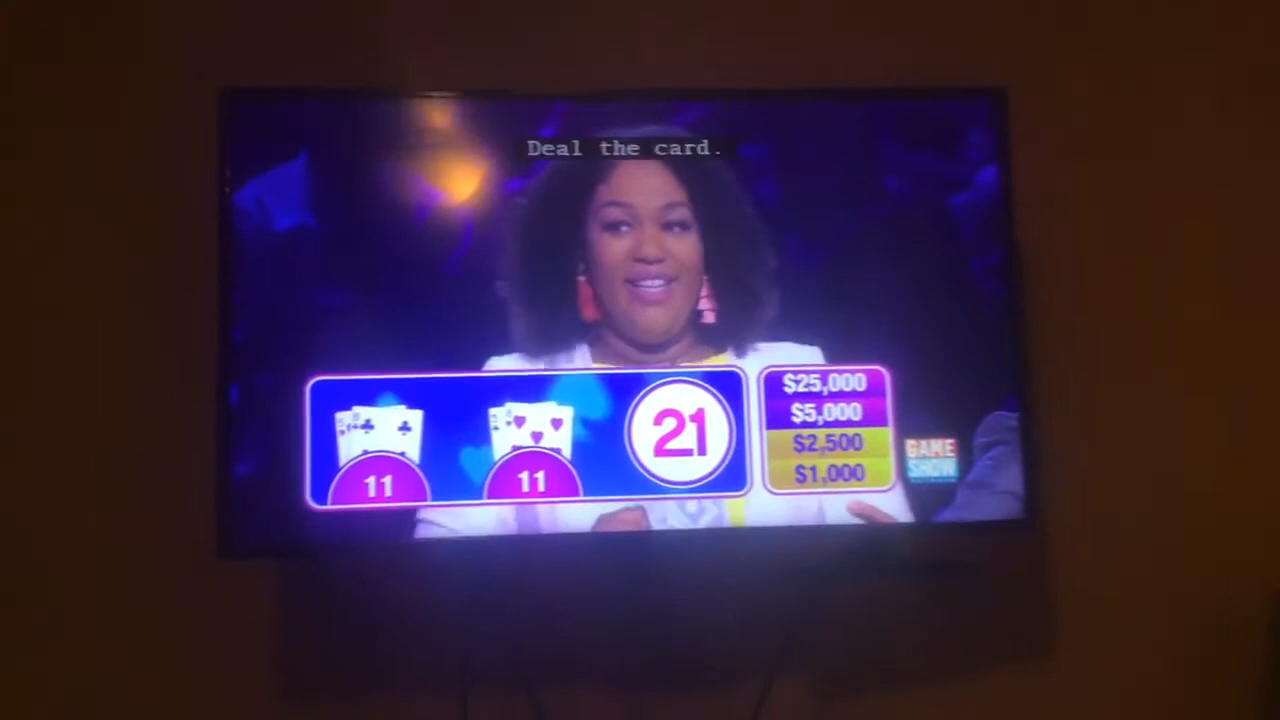 Deal the card.
11
11
21
$25,000
$5,000
$2,500
$1,000
GAME
SHOW